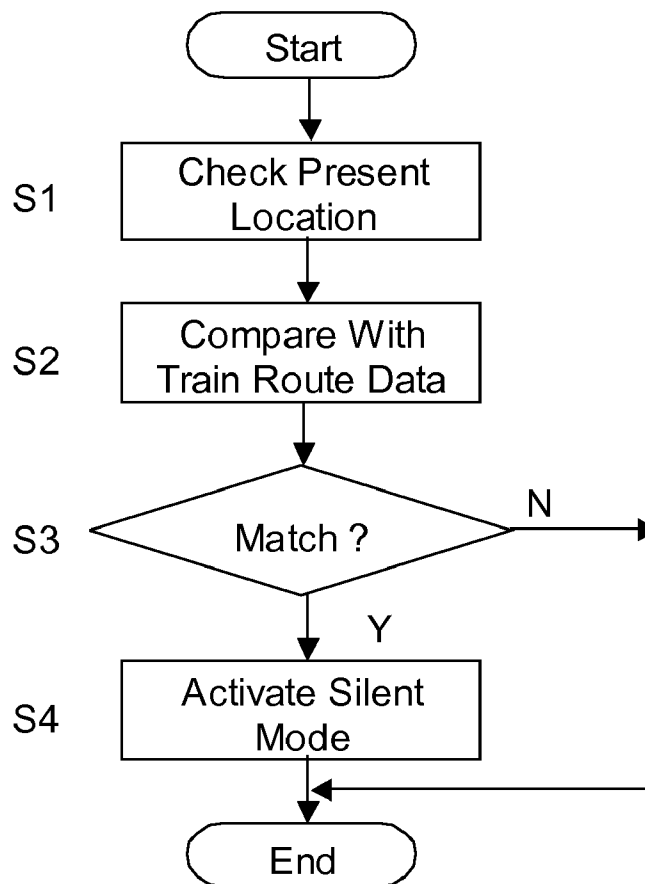 Start
S1
Check Present
Location
S2
Compare With
Train Route Data
S3
Match ?
N
Y
S4
Activate Silent
Mode
End